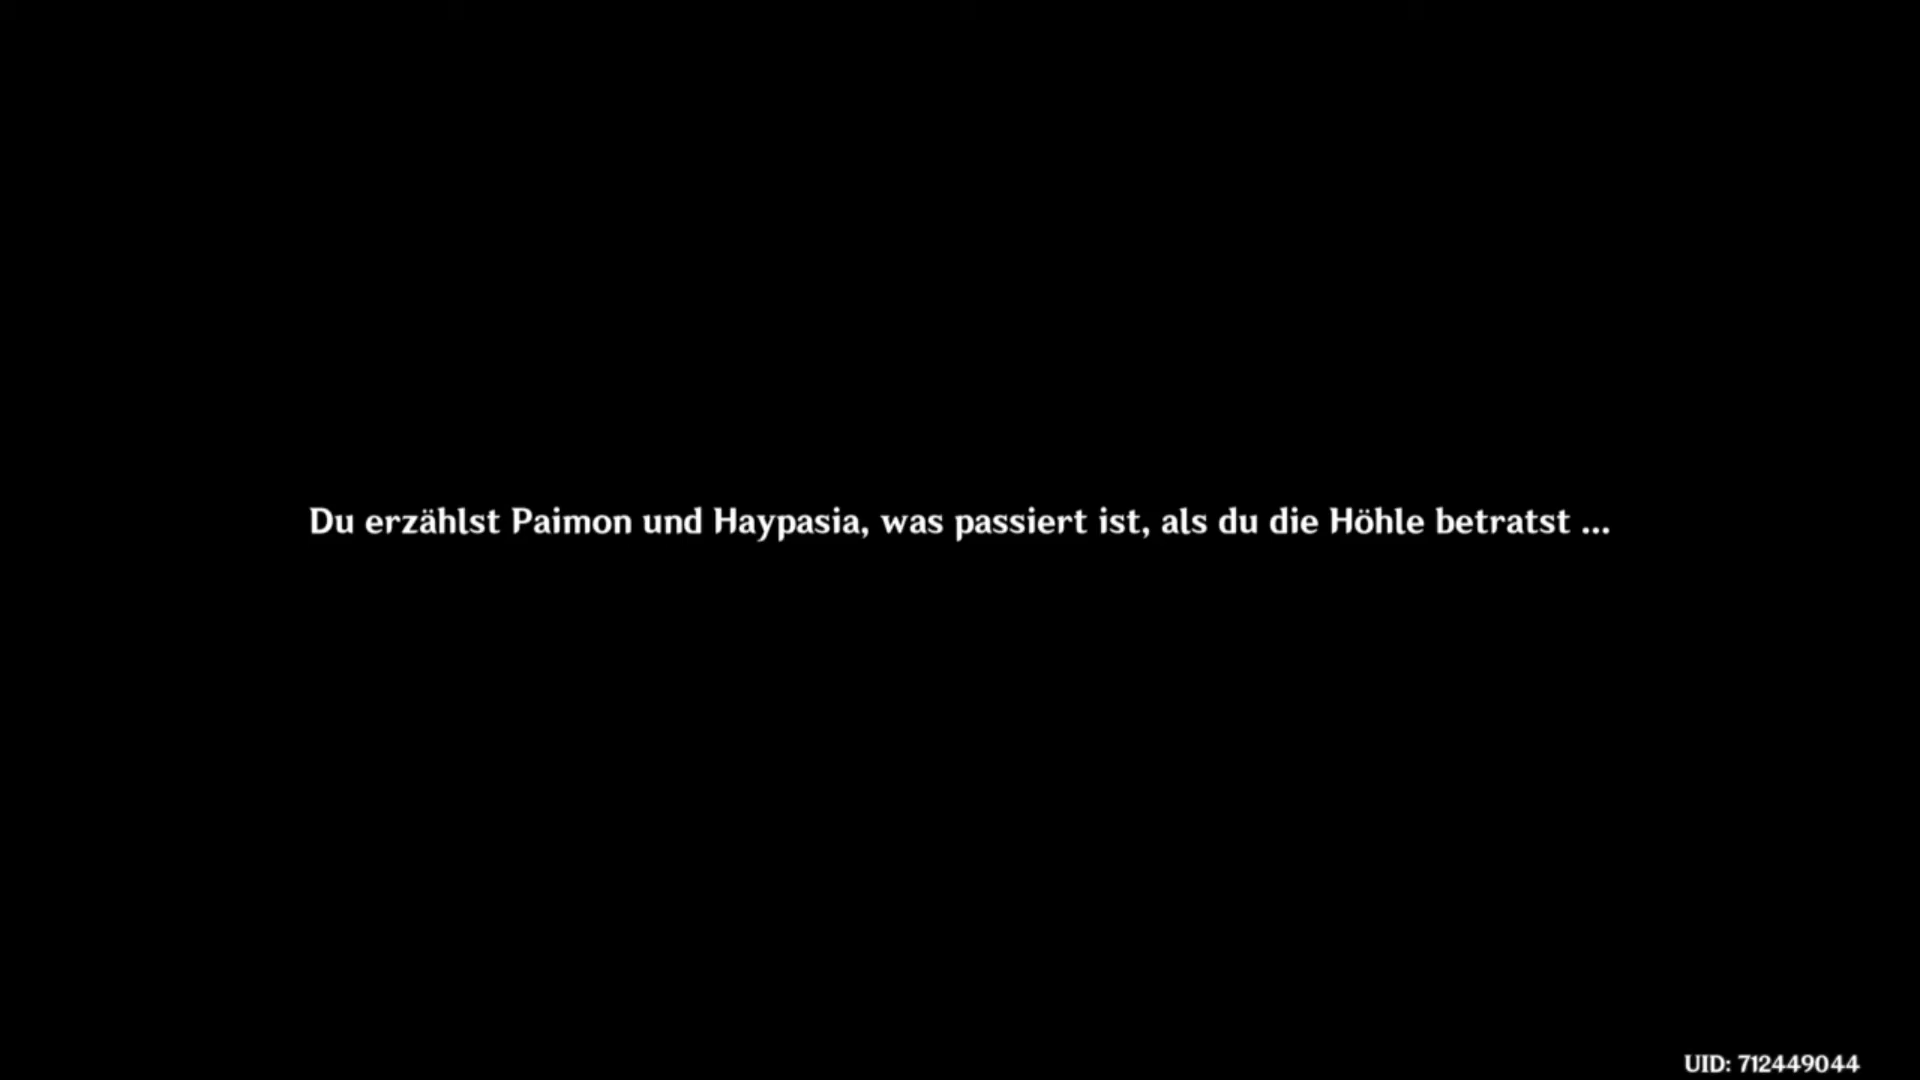 Du erzählst Paimon und Haypasia, was passiert ist, als du die Höhle betratst ...
UID: 712449044